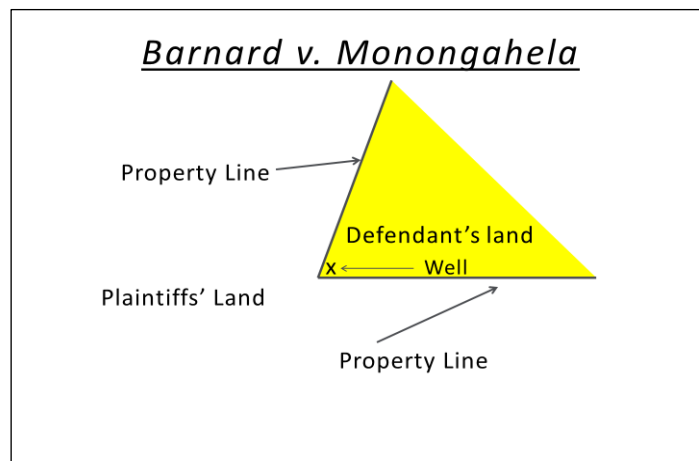 Barnard v. Monongahela
Property Line
Defendant’s land
x
Well
Plaintiffs’ Land
Property Line